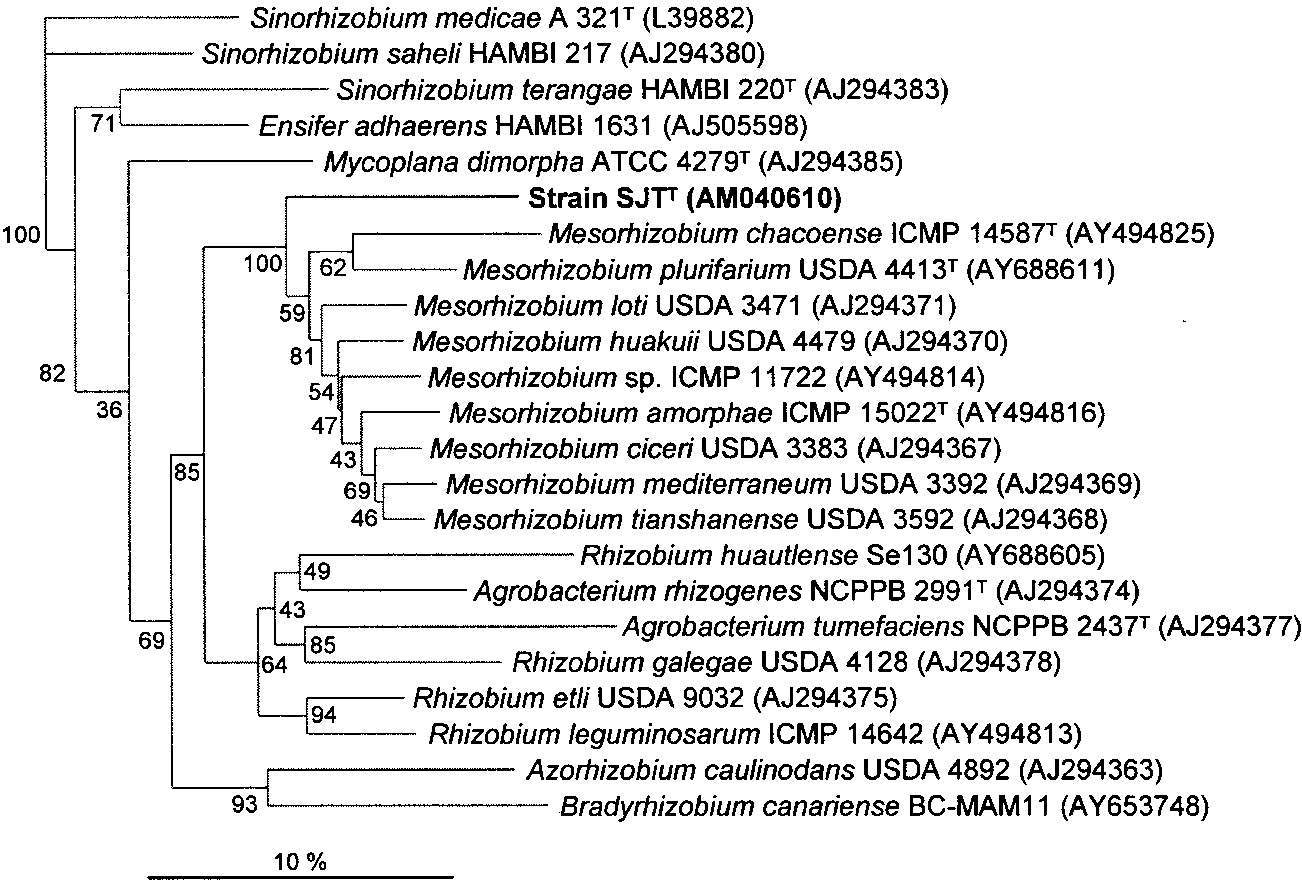 Sinorhizobium medicae A 321ᵀ (L39882)
Sinorhizobium saheli HAMBI 217 (AJ294380)
Sinorhizobium terangae HAMBI 220ᵀ (AJ294383)
71
Ensifer adhaerens HAMBI 1631 (AJ505598)
Mycoplana dimorpha ATCC 4279ᵀ (AJ294385)
Strain SJTᵀ (AM040610)
100
Mesorhizobium chacoense ICMP 14587ᵀ (AY494825)
100
62
Mesorhizobium plurifarium USDA 4413ᵀ (AY688611)
Mesorhizobium loti USDA 3471 (AJ294371)
59
Mesorhizobium huakuii USDA 4479 (AJ294370)
81
Mesorhizobium sp. ICMP 11722 (AY494814)
82
54
Mesorhizobium amorphae ICMP 15022ᵀ (AY494816)
36
47
Mesorhizobium ciceri USDA 3383 (AJ294367)
43
85
Mesorhizobium mediterraneum USDA 3392 (AJ294369)
69
Mesorhizobium tianshanense USDA 3592 (AJ294368)
46
Rhizobium huautlense Se130 (AY688605)
49
Agrobacterium rhizogenes NCPPB 2991ᵀ (AJ294374)
43
Agrobacterium tumefaciens NCPPB 2437ᵀ (AJ294377)
69
85
Rhizobium galegae USDA 4128 (AJ294378)
64
Rhizobium etli USDA 9032 (AJ294375)
94
Rhizobium leguminosarum ICMP 14642 (AY494813)
Azorhizobium caulinodans USDA 4892 (AJ294363)
93
Bradyrhizobium canariense BC-MAM11 (AY653748)
10 %